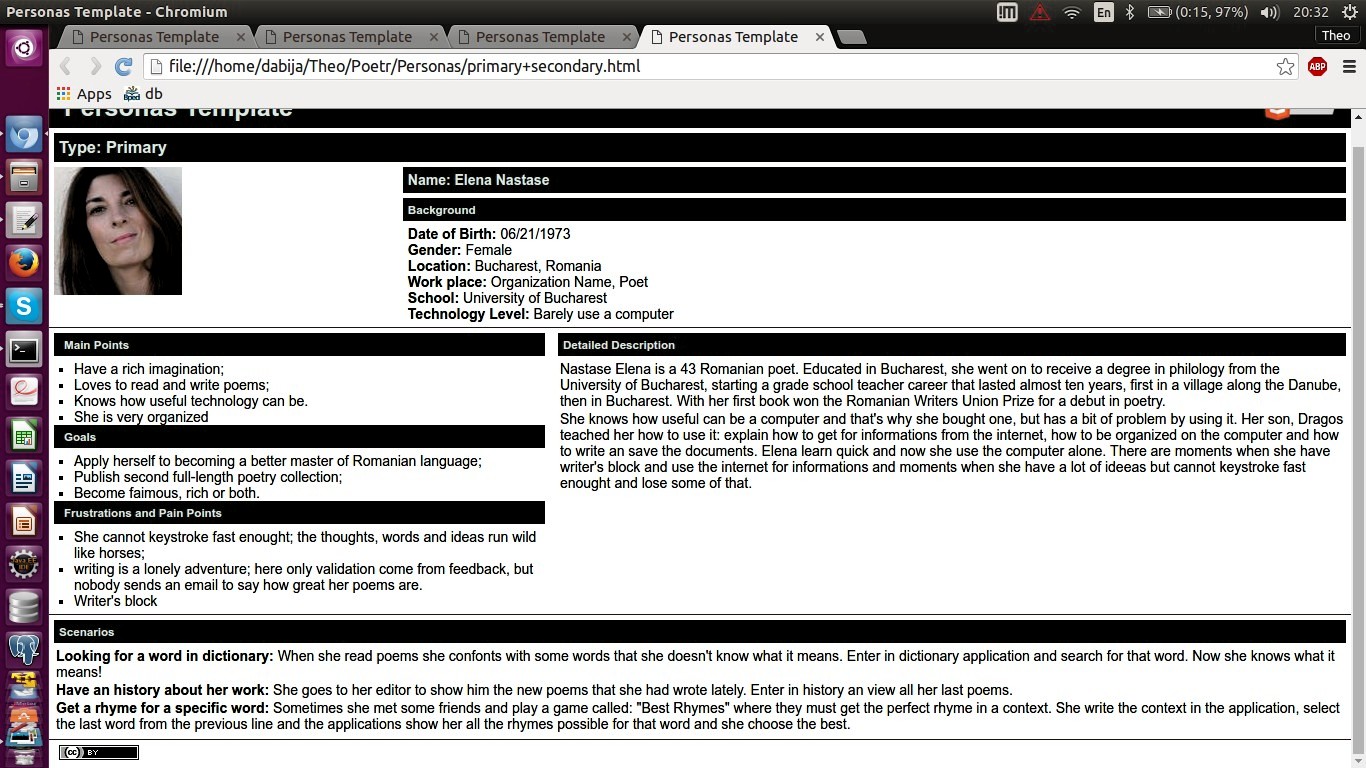 Personas Template - Chromium
En
(0:15, 97%)
20:32
Personas Template
Personas Template
Personas Template
Personas Template
Theo
file:///home/dabija/Theo/Poetr/Personas/primary+secondary.html
ABP
Apps
db
Personas Template
Type: Primary
Name: Elena Nastase
Background
Date of Birth: 06/21/1973
Gender: Female
Location: Bucharest, Romania
Work place: Organization Name, Poet
School: University of Bucharest
Technology Level: Barely use a computer
Main Points
Have a rich imagination;
Loves to read and write poems;
Knows how useful technology can be.
She is very organized
Goals
Apply herself to becoming a better master of Romanian language;
Publish second full-length poetry collection;
Become faimous, rich or both.
Frustrations and Pain Points
She cannot keystroke fast enought; the thoughts, words and ideas run wild
like horses;
writing is a lonely adventure; here only validation come from feedback, but
nobody sends an email to say how great her poems are.
Writer's block
Detailed Description
Nastase Elena is a 43 Romanian poet. Educated in Bucharest, she went on to receive a degree in philology from the
University of Bucharest, starting a grade school teacher career that lasted almost ten years, first in a village along the Danube,
then in Bucharest. With her first book won the Romanian Writers Union Prize for a debut in poetry.
She knows how useful can be a computer and that's why she bought one, but has a bit of problem by using it. Her son, Dragos
teached her how to use it: explain how to get for informations from the internet, how to be organized on the computer and how
to write an save the documents. Elena learn quick and now she use the computer alone. There are moments when she have
writer's block and use the internet for informations and moments when she have a lot of ideeas but cannot keystroke fast
enought and lose some of that.
Scenarios
Looking for a word in dictionary: When she read poems she confonts with some words that she doesn't know what it means. Enter in dictionary application and search for that word. Now she knows what it
means!
Have an history about her work: She goes to her editor to show him the new poems that she had wrote lately. Enter in history an view all her last poems.
Get a rhyme for a specific word: Sometimes she met some friends and play a game called: "Best Rhymes" where they must get the perfect rhyme in a context. She write the context in the application, select
the last word from the previous line and the applications show her all the rhymes possible for that word and she choose the best.
(cc) BY